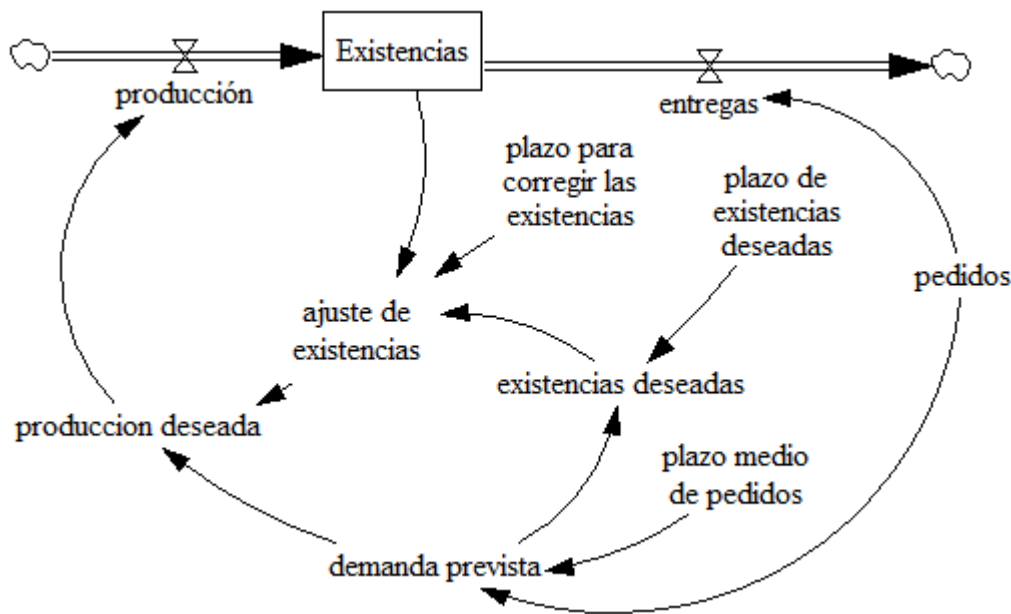 Existencias
producción
entregas
plazo para
corregir las
existencias
plazo de
existencias
deseadas
pedidos
ajuste de
existencias
existencias deseadas
produccion deseada
plazo medio
de pedidos
demanda prevista